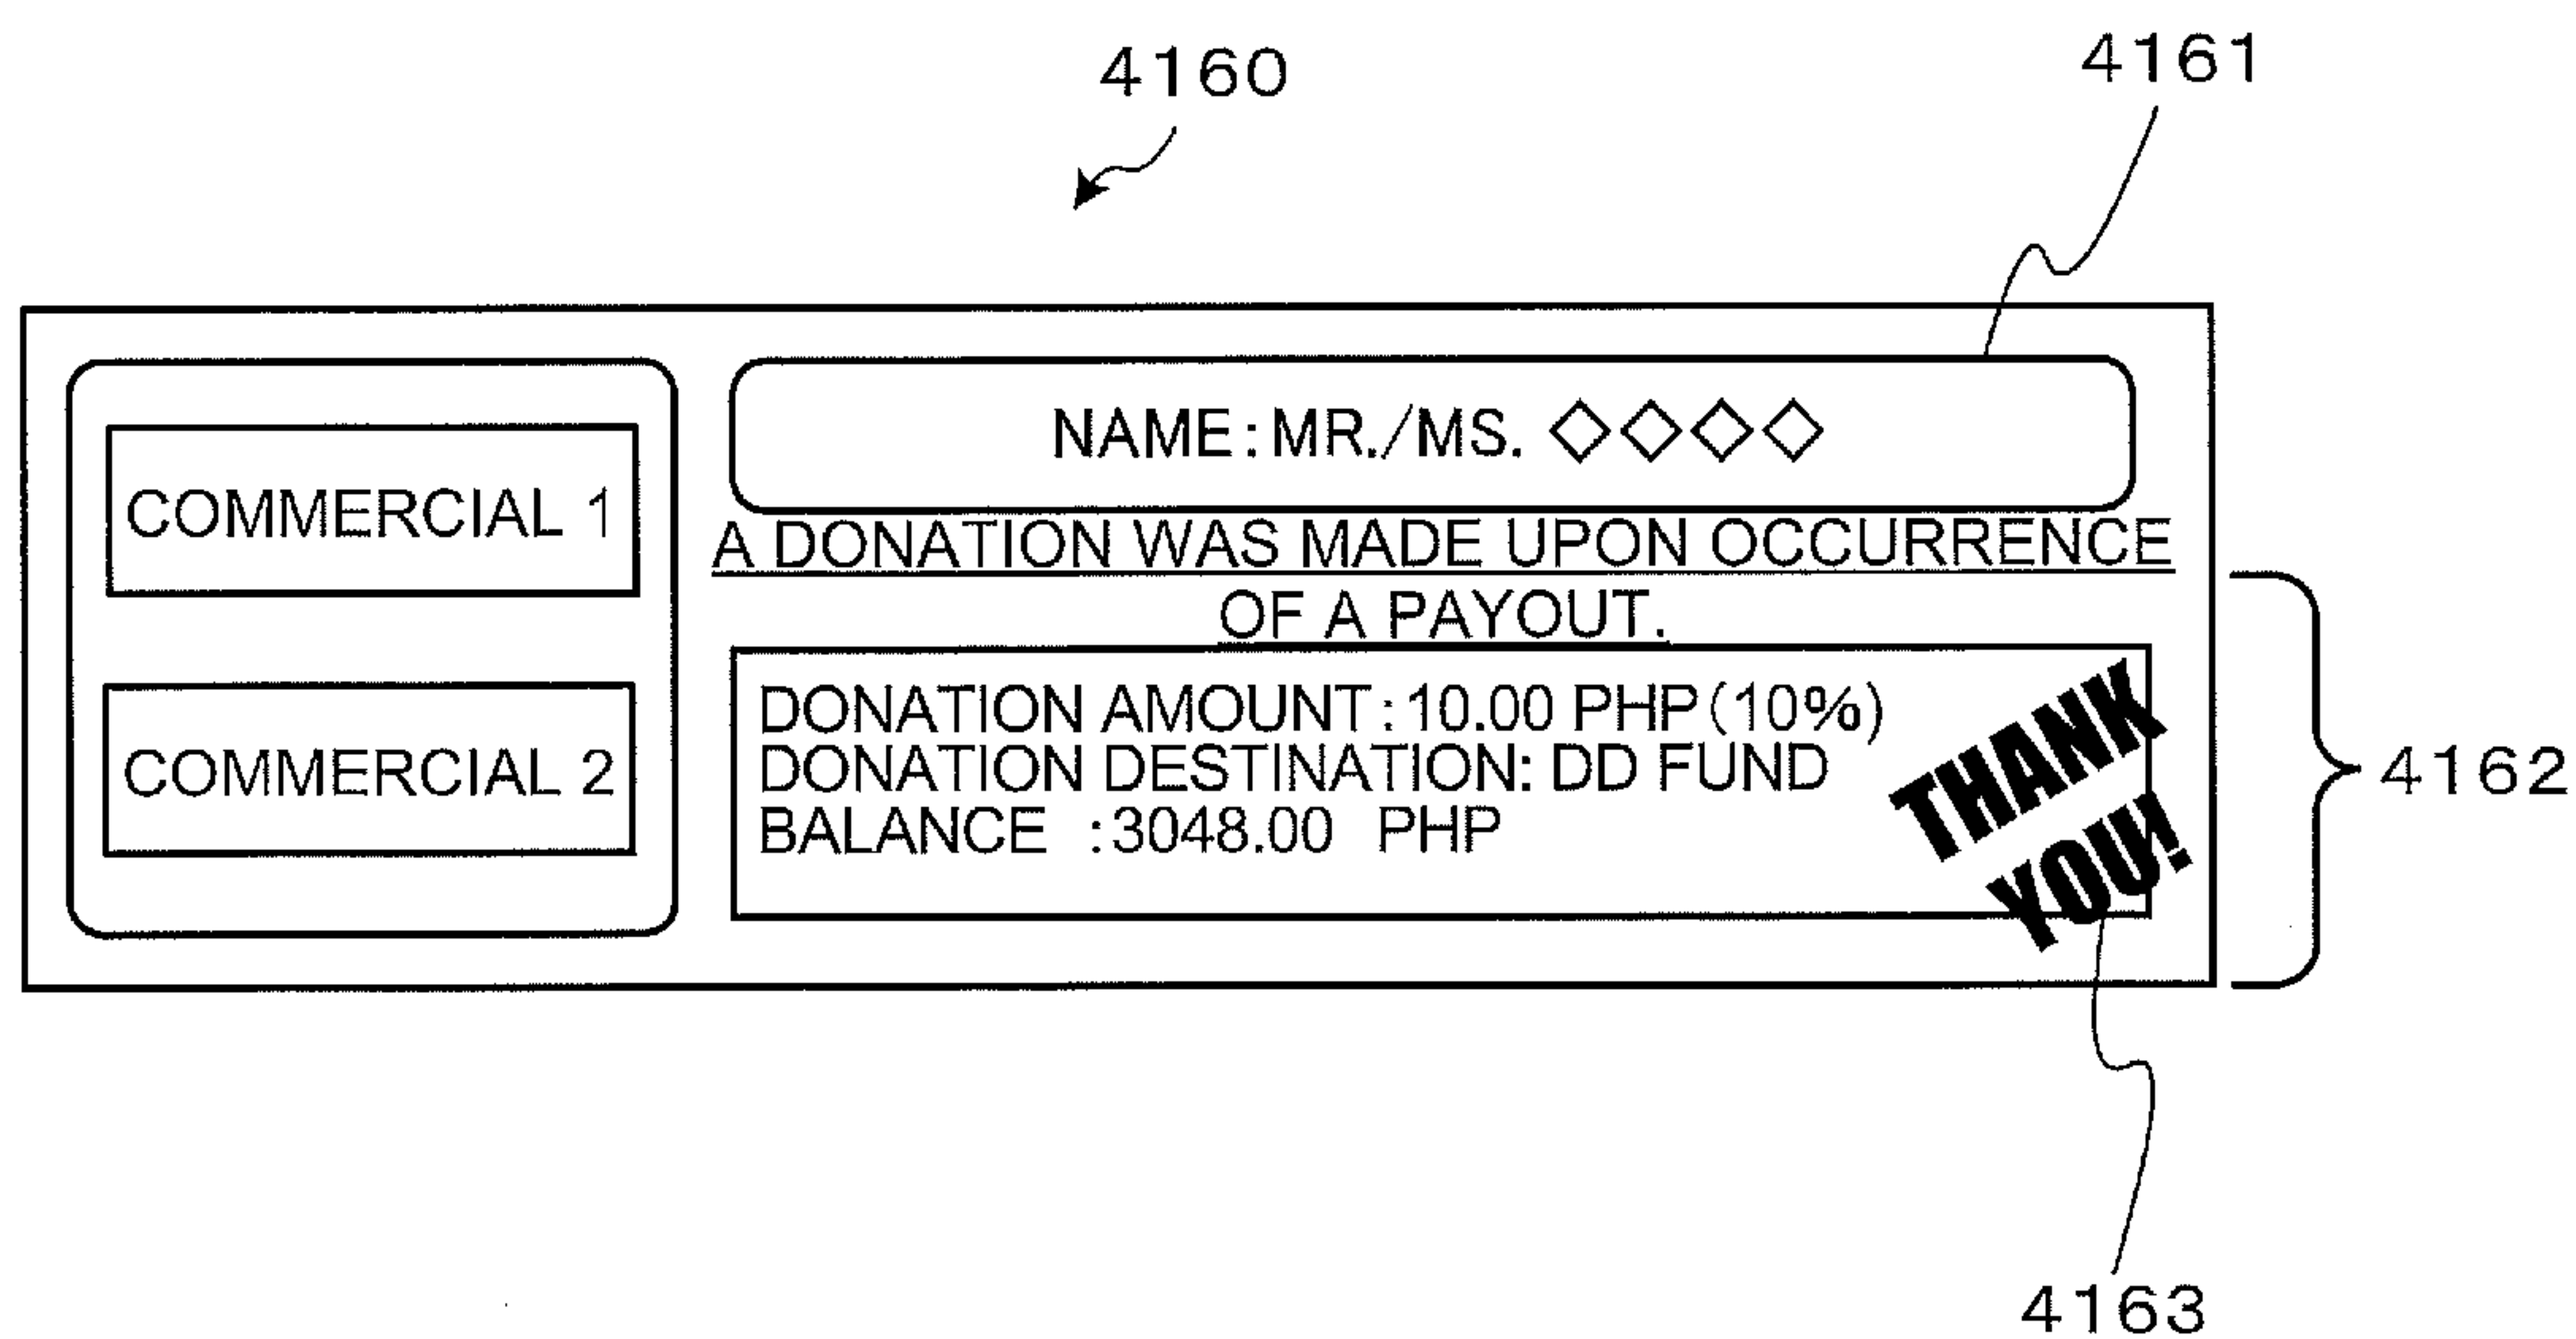 4160
4161
NAME:MR./MS. ◇◇◇◇
COMMERCIAL 1
COMMERCIAL 2
A DONATION WAS MADE UPON OCCURRENCE
OF A PAYOUT.
DONATION AMOUNT:10.00 PHP(10%)
DONATION DESTINATION: DD FUND
BALANCE :3048.00 PHP
THANK
YOU!
4162
4163